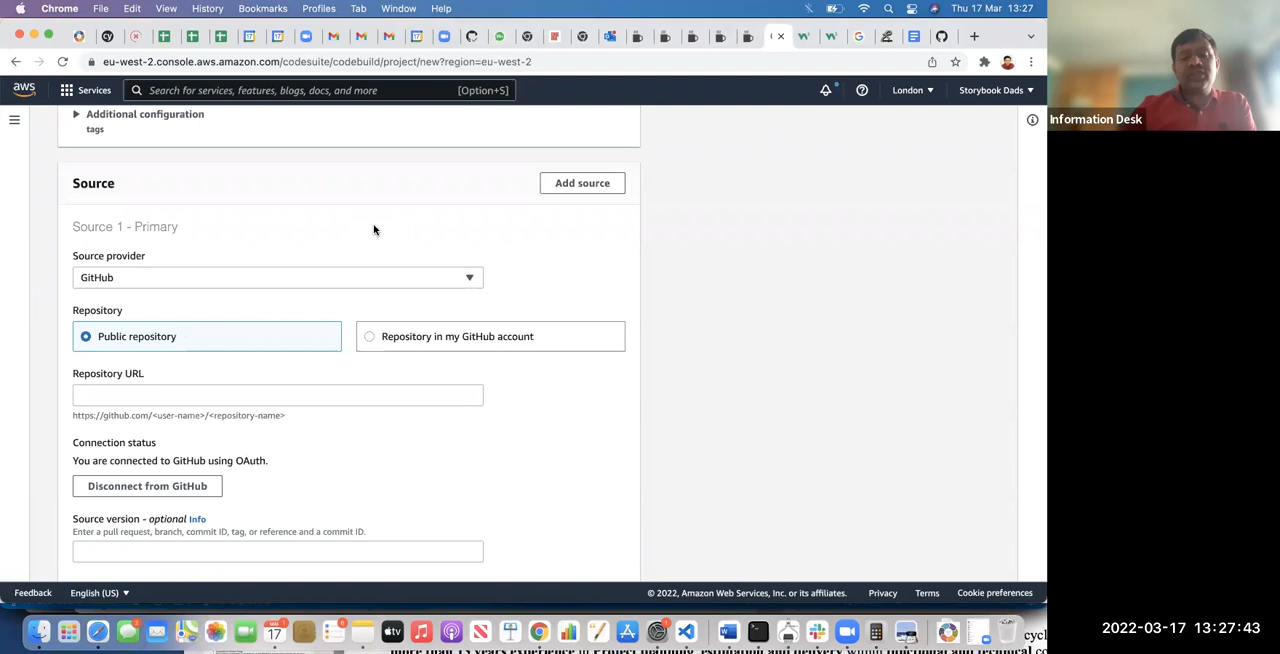 Chrome File Edit View History Bookmarks Profiles Tab Window Help Thu 17 Mar 13:27
eu-west-2.console.aws.amazon.com/codesuite/codebuild/project/new?region=eu-west-2
aws Services Search for services, features, blogs, docs, and more [Option+S] London Storybook Dads
Information Desk
Additional configuration
tags
Source Add source
Source 1 - Primary
Source provider
GitHub
Repository
Public repository Repository in my GitHub account
Repository URL
https://github.com/<user-name>/<repository-name>
Connection status
You are connected to GitHub using OAuth.
Disconnect from GitHub
Source version - optional Info
Enter a pull request, branch, commit ID, tag, or reference and a commit ID.
Feedback English (US) © 2022, Amazon Web Services, Inc. or its affiliates. Privacy Terms Cookie preferences
2022-03-17 13:27:43